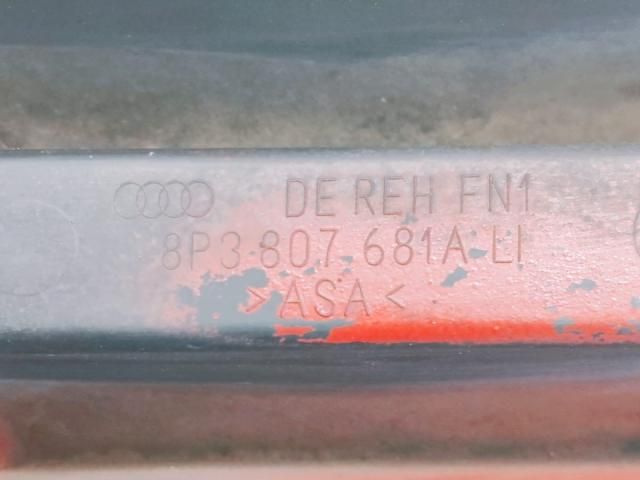 DE REH FN1
8P3 807 681A LI
>ASA<